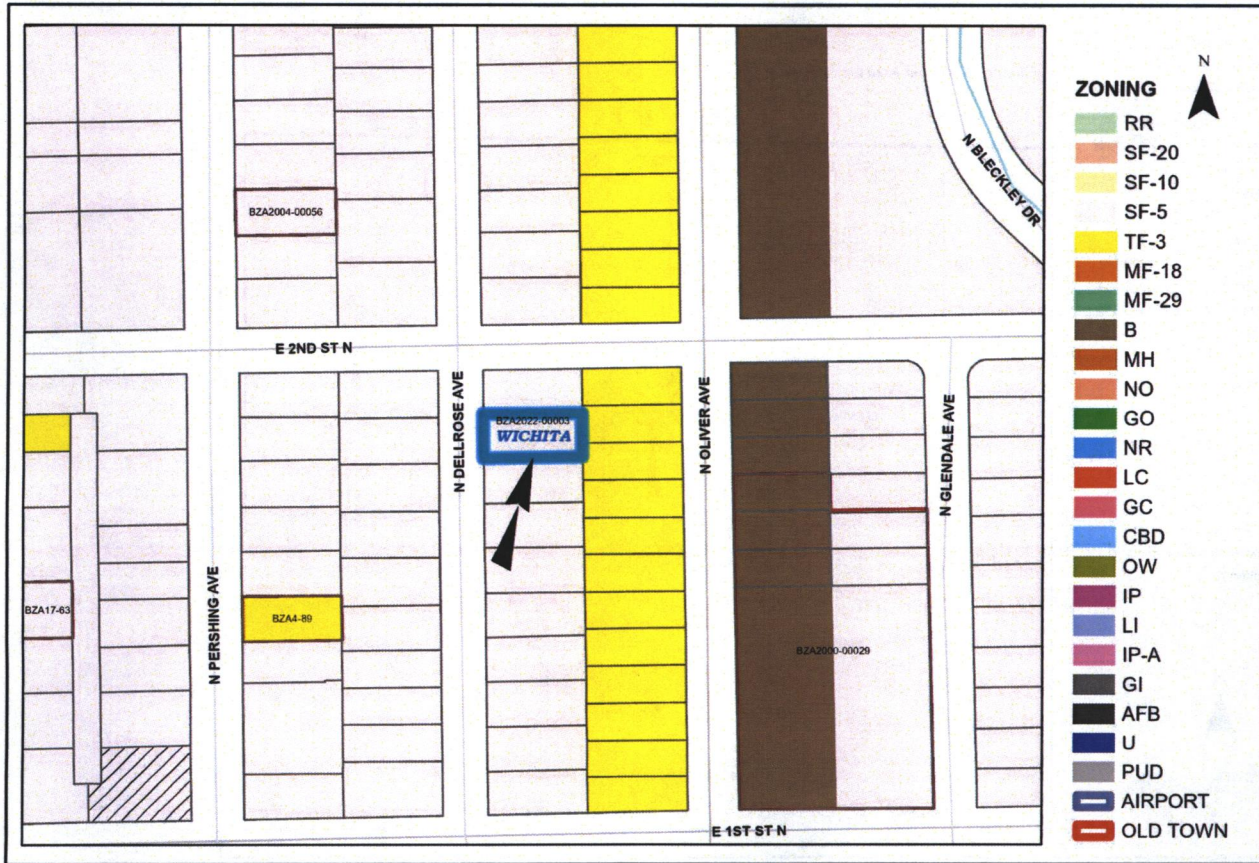 N
ZONING
RR
SF-20
SF-10
SF-5
TF-3
MF-18
MF-29
B
MH
NO
GO
NR
LC
GC
CBD
OW
IP
LI
IP-A
GI
AFB
U
PUD
AIRPORT
OLD TOWN
N BLECKLEY DR
BZA2004-00056
E 2ND ST N
N PERSHING AVE
N DELLROSE AVE
N OLIVER AVE
N GLENDALE AVE
BZA2022-00003
WICHITA
BZA17-63
BZA4-89
BZA2000-00029
E 1ST ST N